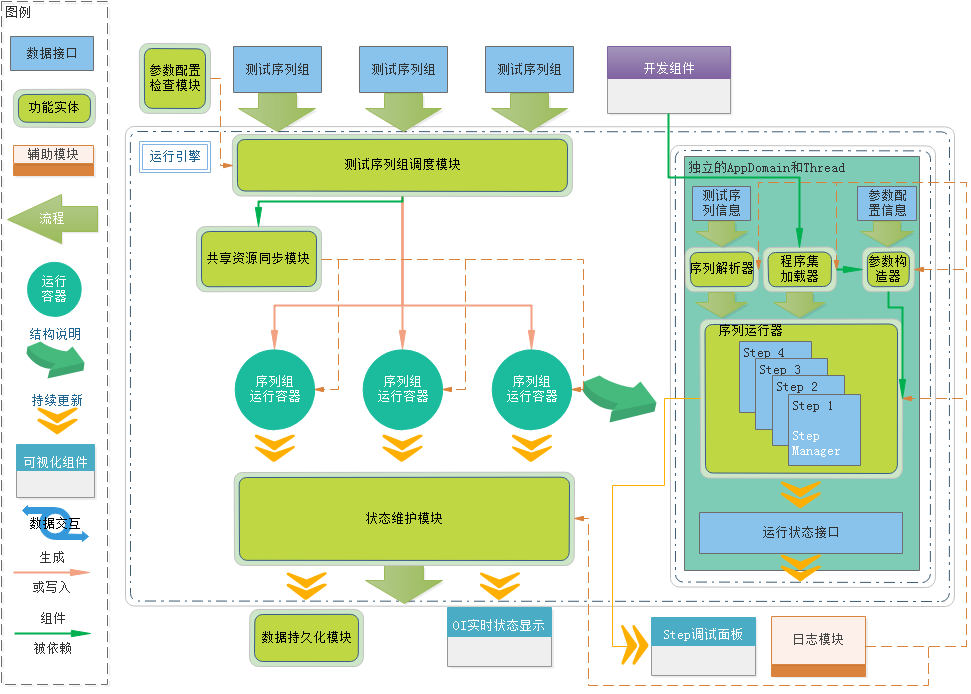 图例
数据接口
功能实体
辅助模块
流程
运行
容器
结构说明
持续更新
可视化组件
数据交互
生成
或写入
组件
被依赖
参数配置
检查模块
测试序列组
测试序列组
测试序列组
开发组件
运行引擎
测试序列组调度模块
共享资源同步模块
序列组
运行容器
序列组
运行容器
序列组
运行容器
状态维护模块
数据持久化模块
OI实时状态显示
独立的AppDomain和Thread
测试序
列信息
参数配
置信息
序列解析器
程序集
加载器
参数构
造器
序列运行器
Step 4
Step 3
Step 2
Step 1
Step
Manager
运行状态接口
Step调试面板
日志模块